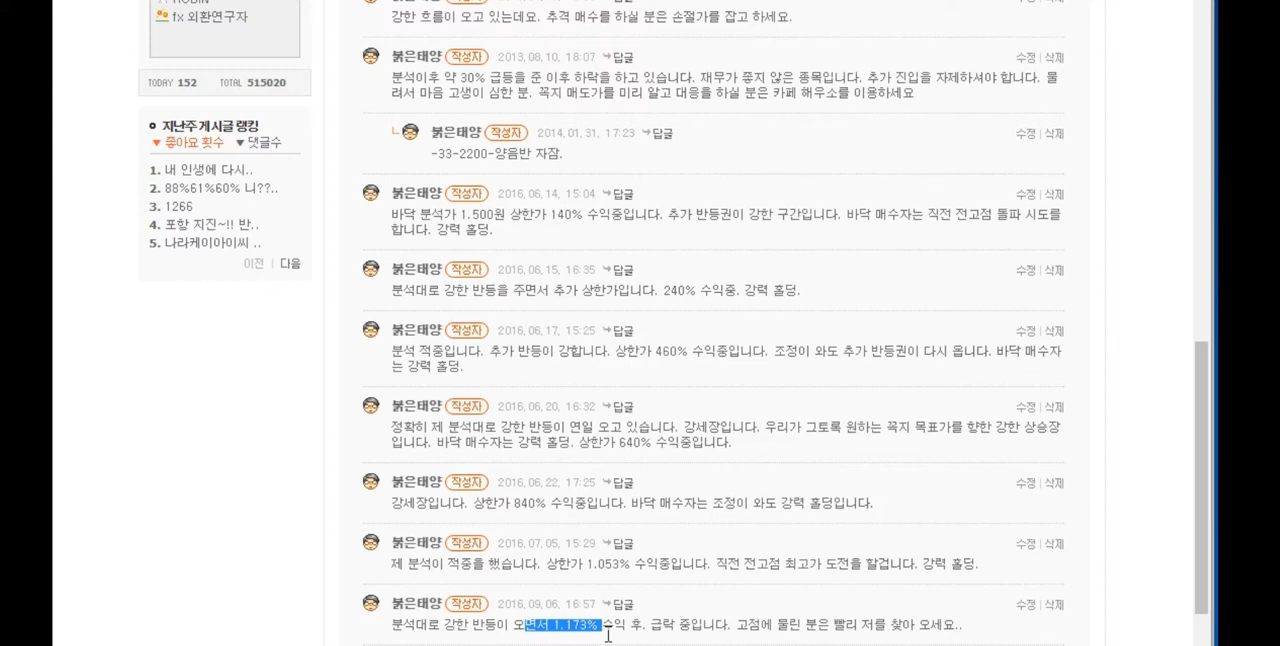 fx 외환연구자
TODAY 152 TOTAL 515020
지난주 게시글 랭킹
▼ 좋아요 횟수 ▼ 댓글수
1. 내 인생에 다시..
2. 88%61%60% 니??..
3. 1266
4. 포항 지진~!! 반..
5. 나라케이아이씨 ..
이전 | 다음
강한 흐름이 오고 있는데요. 추격 매수를 하실 분은 손절가를 잡고 하세요.
붉은태양 작성자 2013.08.10. 18:07 답글 수정 | 삭제
분석이후 약 30% 급등을 준 이후 하락을 하고 있습니다. 재무가 좋지 않은 종목입니다. 추가 진입을 자제하셔야 합니다. 물
려서 마음 고생이 심한 분. 꼭지 매도가를 미리 알고 대응을 하실 분은 카페 해우소를 이용하세요
붉은태양 작성자 2014.01.31. 17:23 답글 수정 | 삭제
-33-2200-양음반 자잠.
붉은태양 작성자 2016.06.14. 15:04 답글 수정 | 삭제
바닥 분석가 1.500원 상한가 140% 수익중입니다. 추가 반등권이 강한 구간입니다. 바닥 매수자는 직전 전고점 돌파 시도를
합니다. 강력 홀딩.
붉은태양 작성자 2016.06.15. 16:35 답글 수정 | 삭제
분석대로 강한 반등을 주면서 추가 상한가입니다. 240% 수익중. 강력 홀딩.
붉은태양 작성자 2016.06.17. 15:25 답글 수정 | 삭제
분석 적중입니다. 추가 반등이 강합니다. 상한가 460% 수익중입니다. 조정이 와도 추가 반등권이 다시 옵니다. 바닥 매수자
는 강력 홀딩.
붉은태양 작성자 2016.06.20. 16:32 답글 수정 | 삭제
정확히 제 분석대로 강한 반등이 연일 오고 있습니다. 강세장입니다. 우리가 그토록 원하는 꼭지 목표가를 향한 강한 상승장
입니다. 바닥 매수자는 강력 홀딩. 상한가 640% 수익중입니다.
붉은태양 작성자 2016.06.22. 17:25 답글 수정 | 삭제
강세장입니다. 상한가 840% 수익중입니다. 바닥 매수자는 조정이 와도 강력 홀딩입니다.
붉은태양 작성자 2016.07.05. 15:29 답글 수정 | 삭제
제 분석이 적중을 했습니다. 상한가 1.053% 수익중입니다. 직전 전고점 최고가 도전을 할겁니다. 강력 홀딩.
붉은태양 작성자 2016.09.06. 16:57 답글 수정 | 삭제
분석대로 강한 반등이 오면서 1.173% 수익 후. 급락 중입니다. 고점에 물린 분은 빨리 저를 찾아 오세요..